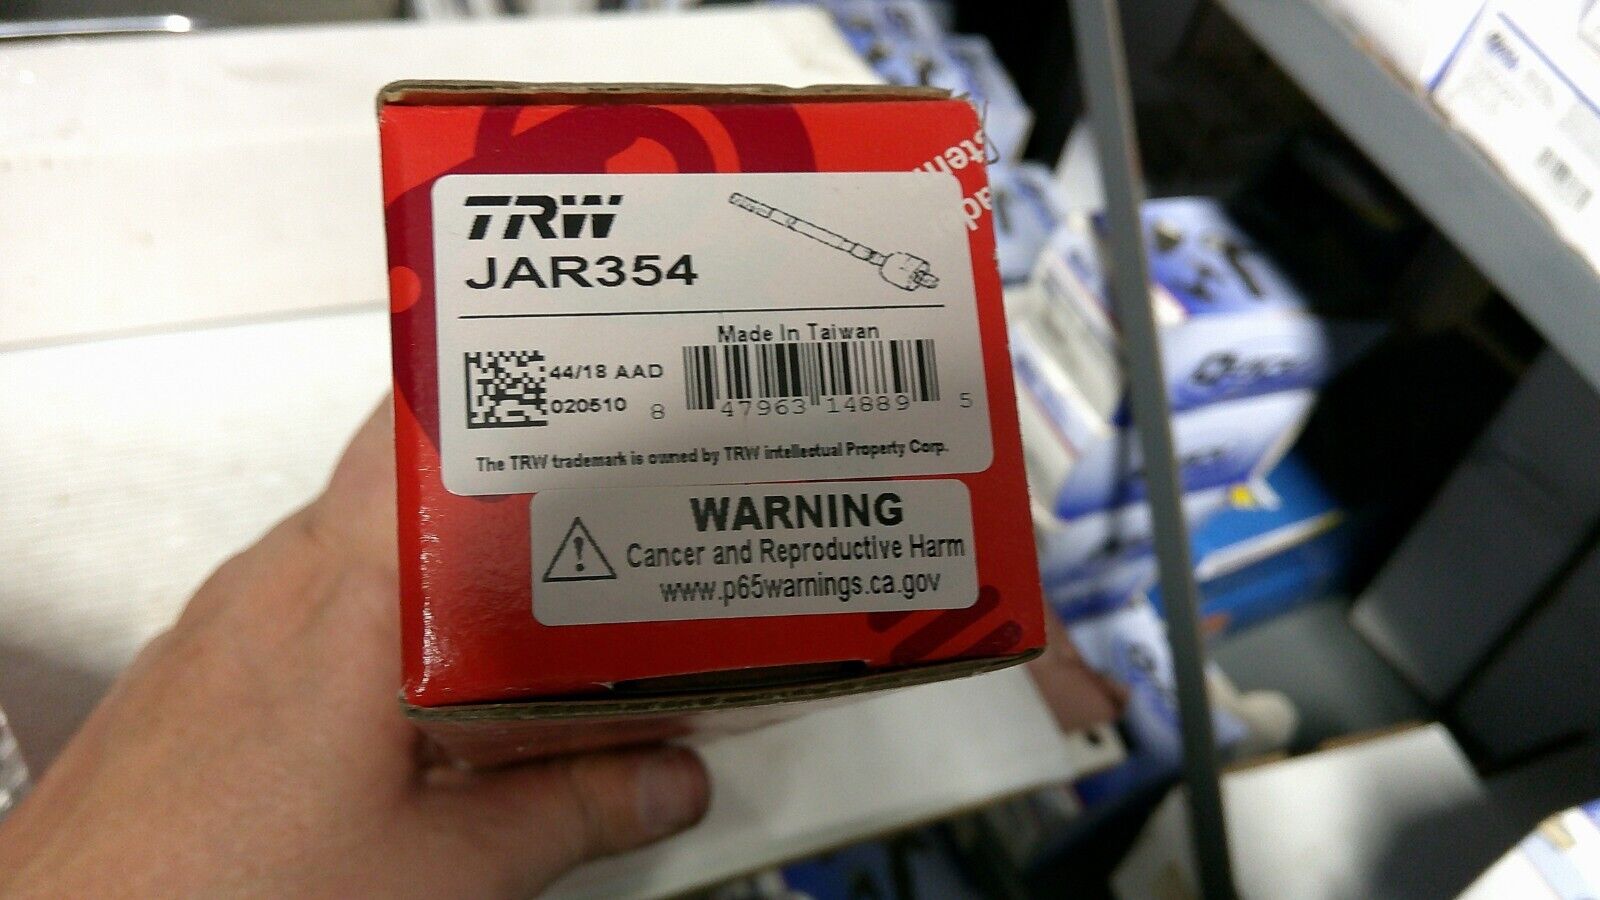 TRW
JAR354
Made In Taiwan
44/18 AAD
020510
8 47963 14889 5
The TRW trademark is owned by TRW intellectual Property Corp.
WARNING
Cancer and Reproductive Harm
www.p65warnings.ca.gov